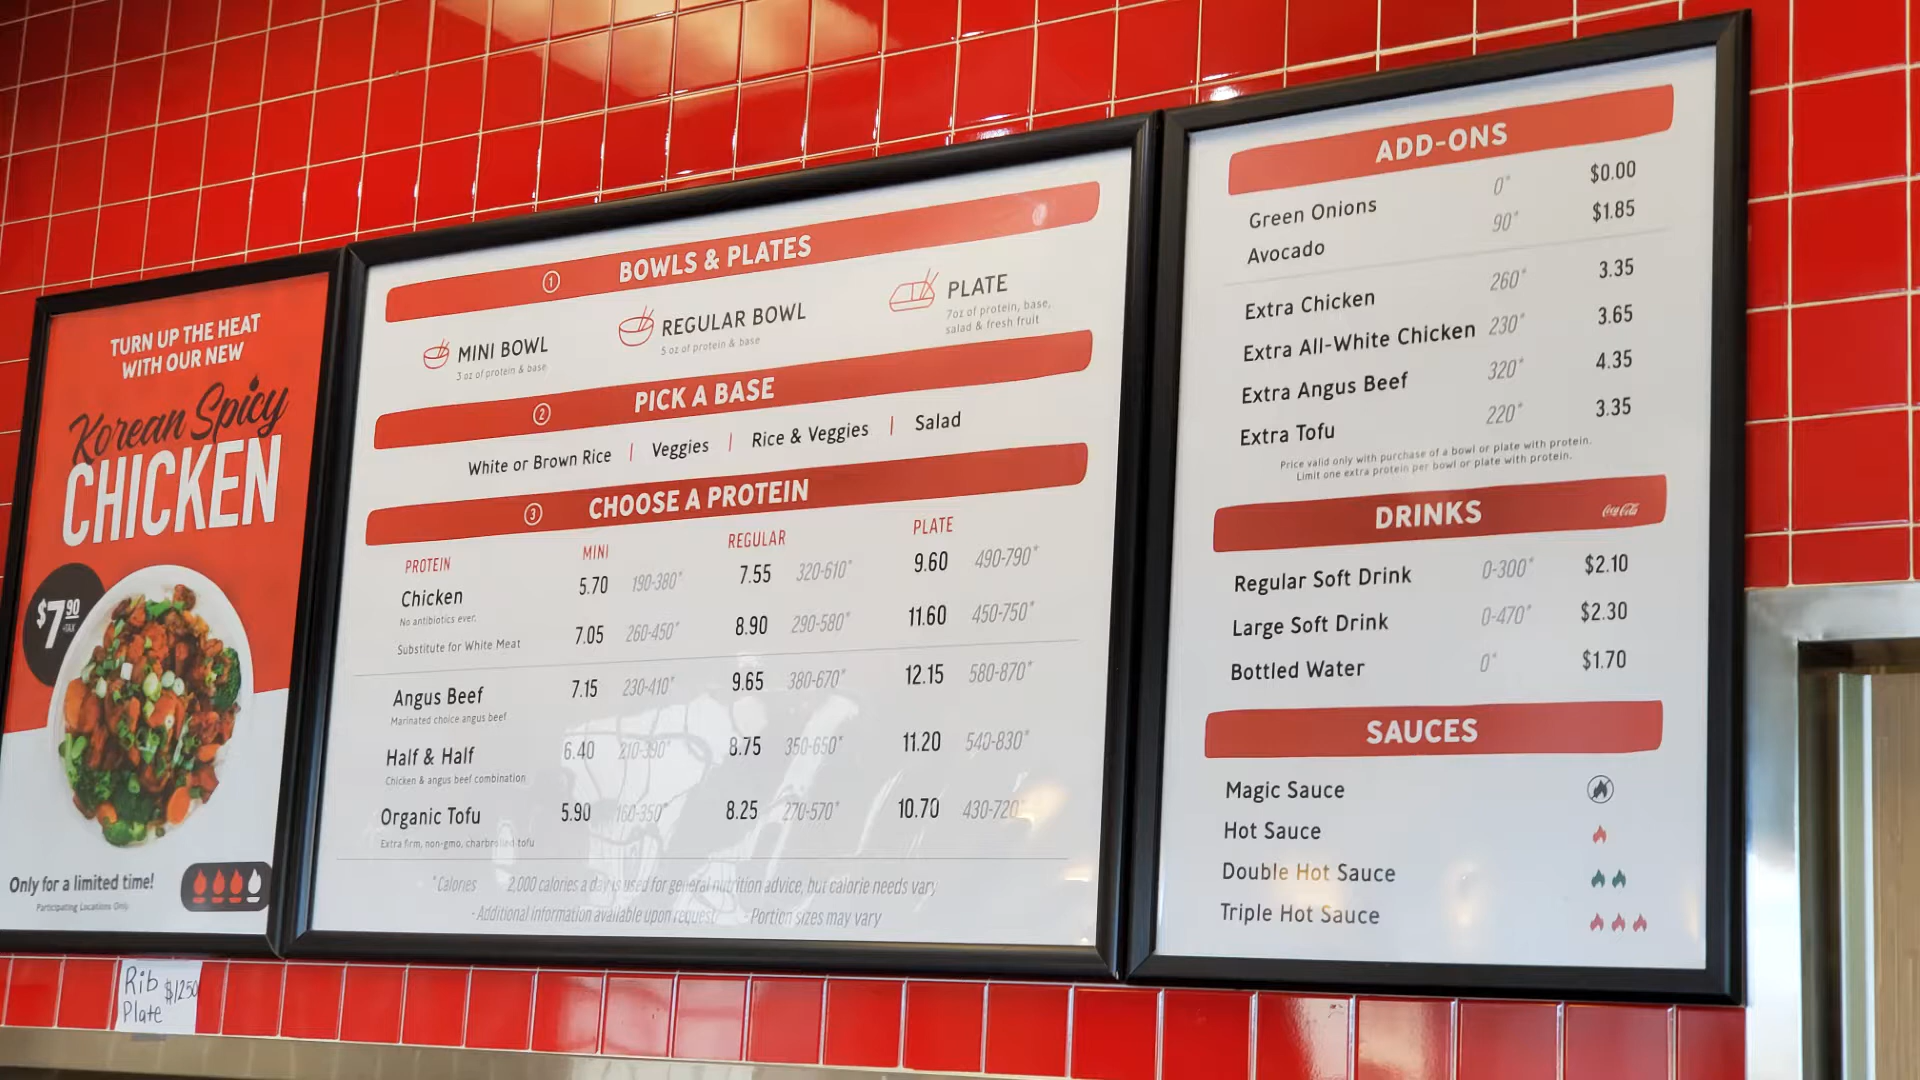 TURN UP THE HEAT
WITH OUR NEW
Korean Spicy
CHICKEN
$7.90
+TAX
Only for a limited time!
Participating Locations Only.
Rib $12.50
Plate
1 BOWLS & PLATES
MINI BOWL
3 oz of protein & base
REGULAR BOWL
5 oz of protein & base
PLATE
7oz of protein, base,
salad & fresh fruit
2 PICK A BASE
White or Brown Rice | Veggies | Rice & Veggies | Salad
3 CHOOSE A PROTEIN
PROTEIN MINI REGULAR PLATE
Chicken 5.70 190-380* 7.55 320-610* 9.60 490-790*
No antibiotics ever.
Substitute for White Meat 7.05 260-450* 8.90 290-580* 11.60 450-750*
Angus Beef 7.15 230-410* 9.65 380-670* 12.15 580-870*
Marinated choice angus beef
Half & Half 6.40 210-390* 8.75 350-650* 11.20 540-830*
Chicken & angus beef combination
Organic Tofu 5.90 160-350* 8.25 270-570* 10.70 430-720*
Extra firm, non-gmo, charbroiled tofu
*Calories 2,000 calories a day is used for general nutrition advice, but calorie needs vary
- Additional information available upon request - Portion sizes may vary
ADD-ONS
Green Onions 0* $0.00
Avocado 90* $1.85
Extra Chicken 260* 3.35
Extra All-White Chicken 230* 3.65
Extra Angus Beef 320* 4.35
Extra Tofu 220* 3.35
Price valid only with purchase of a bowl or plate with protein.
Limit one extra protein per bowl or plate with protein.
DRINKS Coca-Cola
Regular Soft Drink 0-300* $2.10
Large Soft Drink 0-470* $2.30
Bottled Water 0* $1.70
SAUCES
Magic Sauce
Hot Sauce
Double Hot Sauce
Triple Hot Sauce